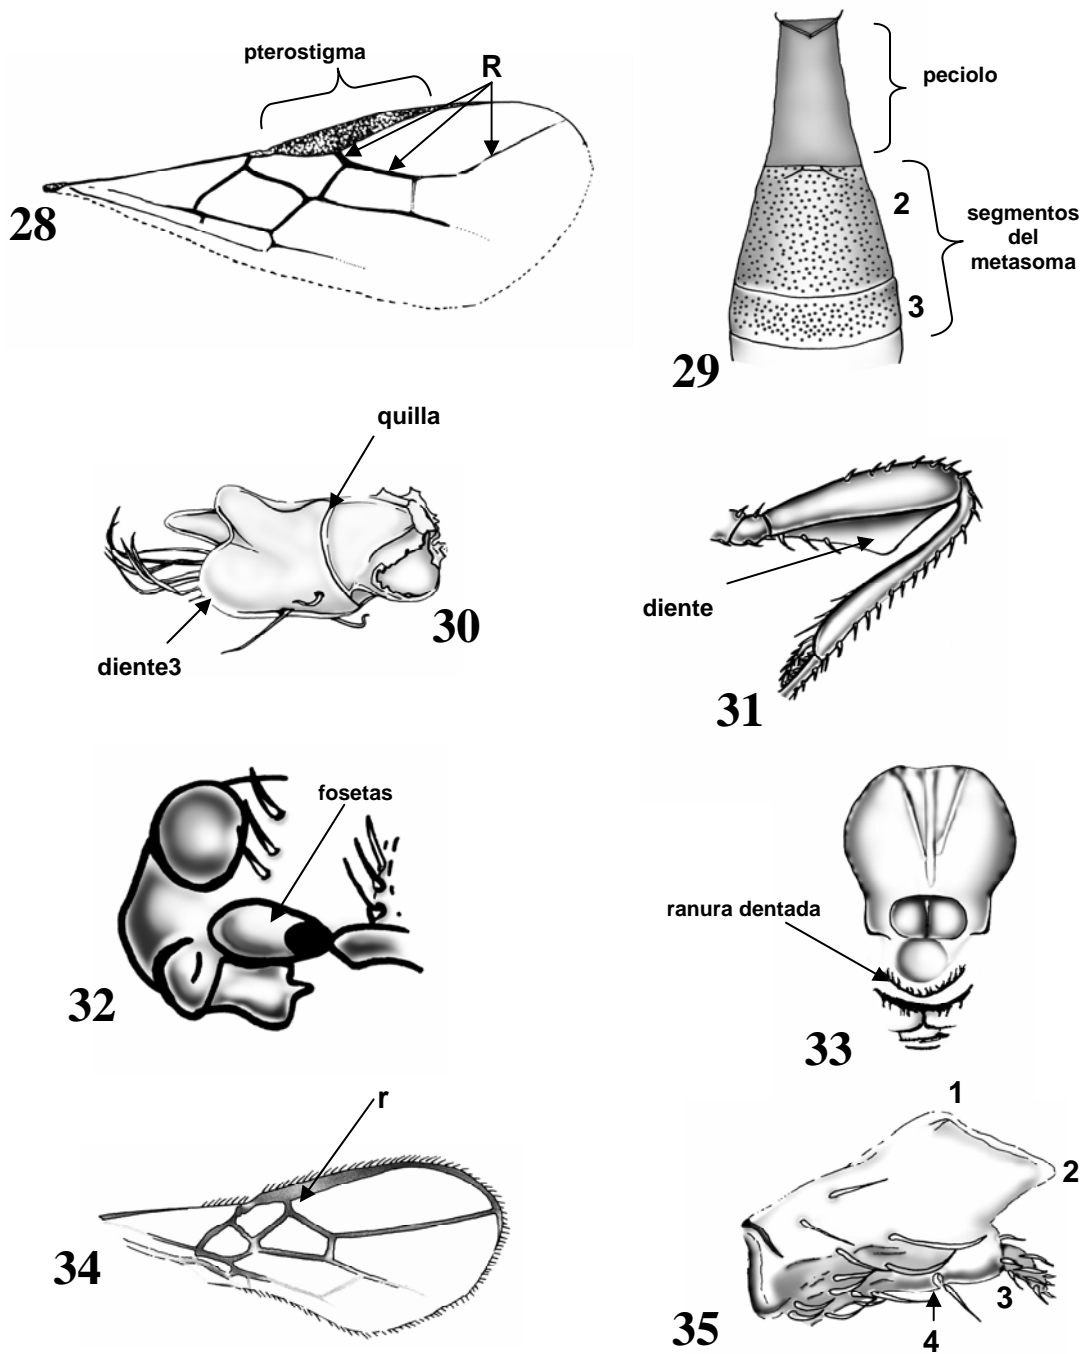 pterostigma
R
28
peciolo
2
segmentos
del
metasoma
3
29
quilla
diente3
30
diente
31
fosetas
32
ranura dentada
33
r
34
1
2
3
4
35